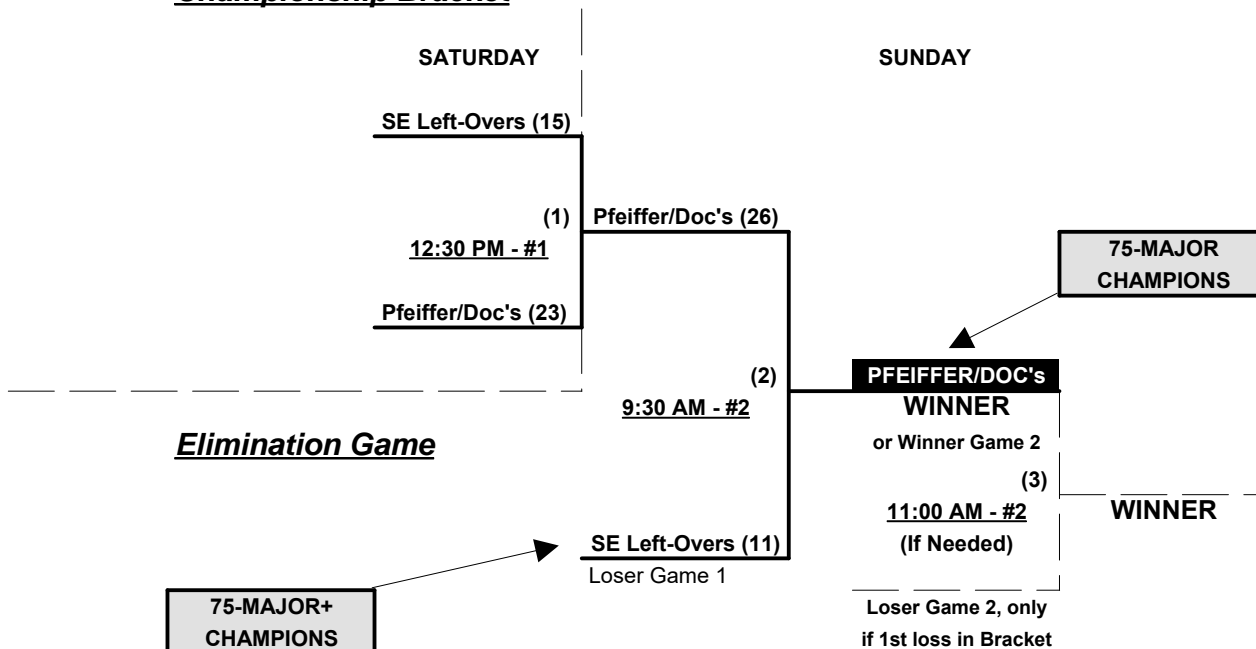 Championship Bracket
SATURDAY
SUNDAY
SE Left-Overs (15)
(1)
Pfeiffer/Doc's (26)
12:30 PM - #1
75-MAJOR
CHAMPIONS
Pfeiffer/Doc's (23)
(2)
PFEIFFER/DOC's
9:30 AM - #2
WINNER
Elimination Game
or Winner Game 2
(3)
11:00 AM - #2
WINNER
(If Needed)
SE Left-Overs (11)
Loser Game 1
75-MAJOR+
CHAMPIONS
Loser Game 2, only
if 1st loss in Bracket